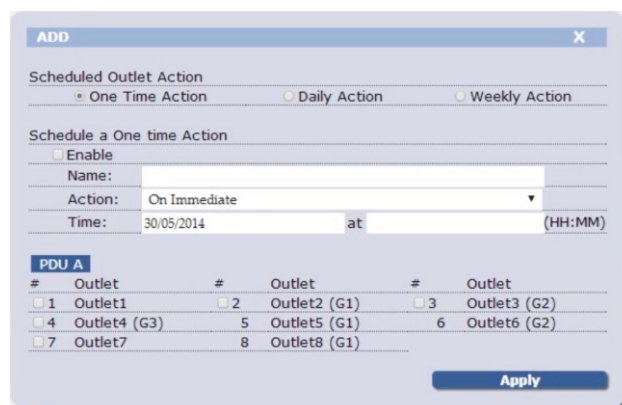 ADD X
Scheduled Outlet Action
One Time Action Daily Action Weekly Action
Schedule a One time Action
Enable
Name:
Action: On Immediate
Time: 30/05/2014 at (HH:MM)
PDU A
# Outlet # Outlet # Outlet
1 Outlet1 2 Outlet2 (G1) 3 Outlet3 (G2)
4 Outlet4 (G3) 5 Outlet5 (G1) 6 Outlet6 (G2)
7 Outlet7 8 Outlet8 (G1)
Apply